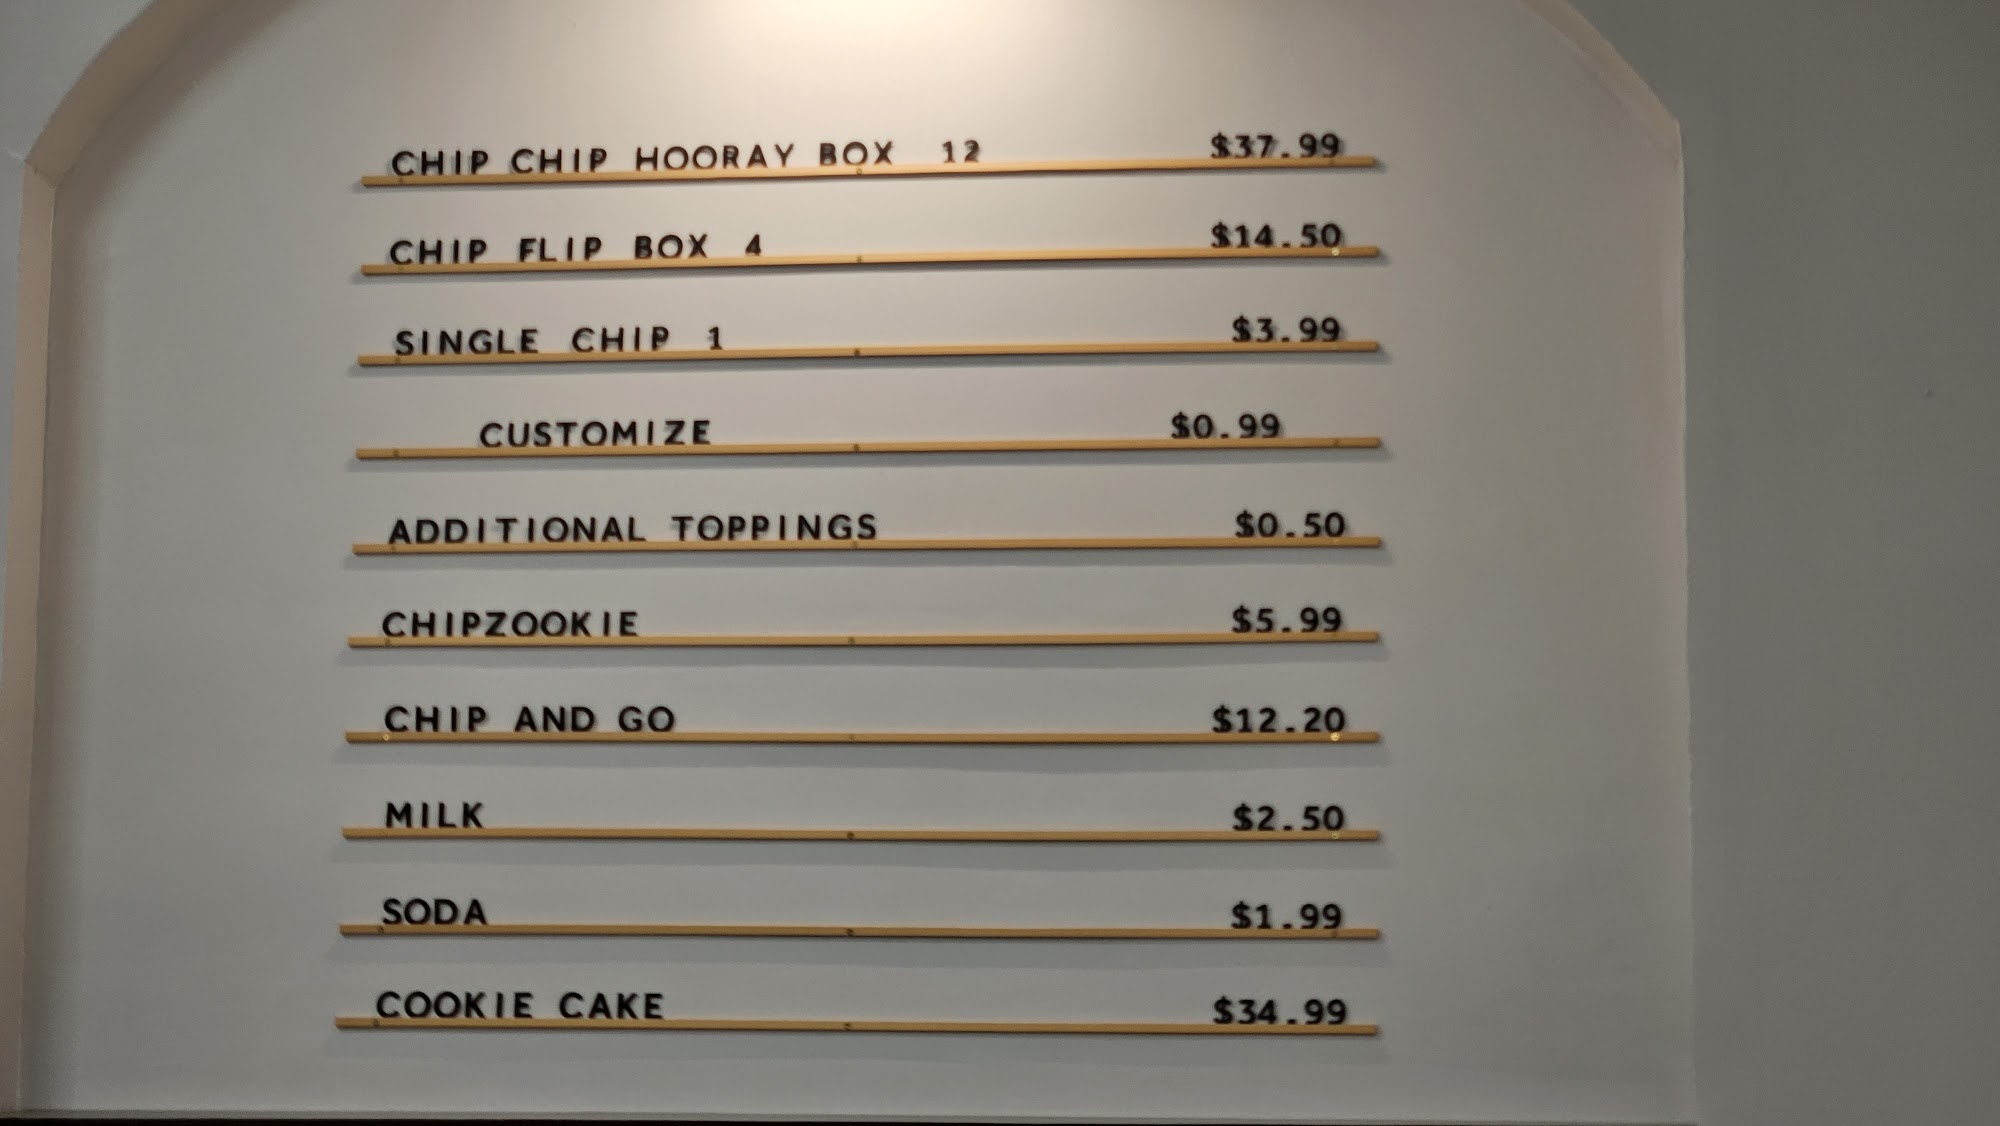 CHIP CHIP HOORAY BOX 12 $37.99
CHIP FLIP BOX 4 $14.50
SINGLE CHIP 1 $3.99
CUSTOMIZE $0.99
ADDITIONAL TOPPINGS $0.50
CHIPZOOKIE $5.99
CHIP AND GO $12.20
MILK $2.50
SODA $1.99
COOKIE CAKE $34.99